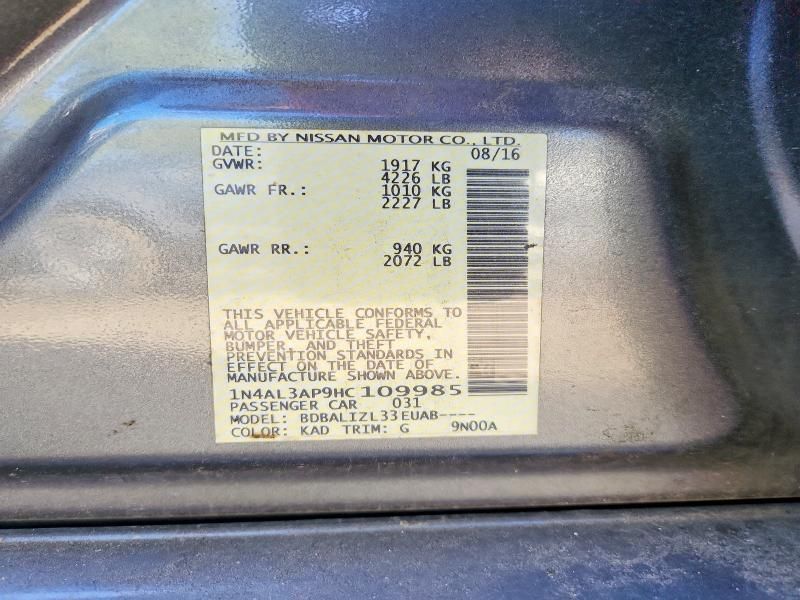 MFD BY NISSAN MOTOR CO., LTD.
DATE: 08/16
GVWR: 1917 KG
4226 LB
GAWR FR.: 1010 KG
2227 LB
GAWR RR.: 940 KG
2072 LB
THIS VEHICLE CONFORMS TO
ALL APPLICABLE FEDERAL
MOTOR VEHICLE SAFETY,
BUMPER, AND THEFT
PREVENTION STANDARDS IN
EFFECT ON THE DATE OF
MANUFACTURE SHOWN ABOVE.
1N4AL3AP9HC109985
PASSENGER CAR 031
MODEL: BDBALIZL33EUAB----
COLOR: KAD TRIM: G 9N00A